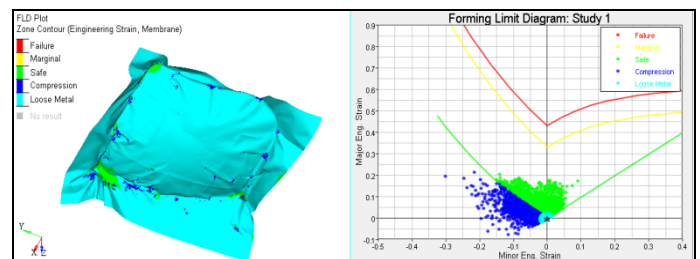 FLD Plot
Zone Contour (Engineering Strain, Membrane)
Failure
Marginal
Safe
Compression
Loose Metal
No result
Y
X
Z
Forming Limit Diagram: Study 1
Failure
Marginal
Safe
Compression
Loose Metal
Major Eng. Strain
0.9
0.8
0.7
0.6
0.5
0.4
0.3
0.2
0.1
0
-0.1
-0.5
-0.4
-0.3
-0.2
-0.1
0
0.1
0.2
0.3
0.4
Minor Eng. Strain